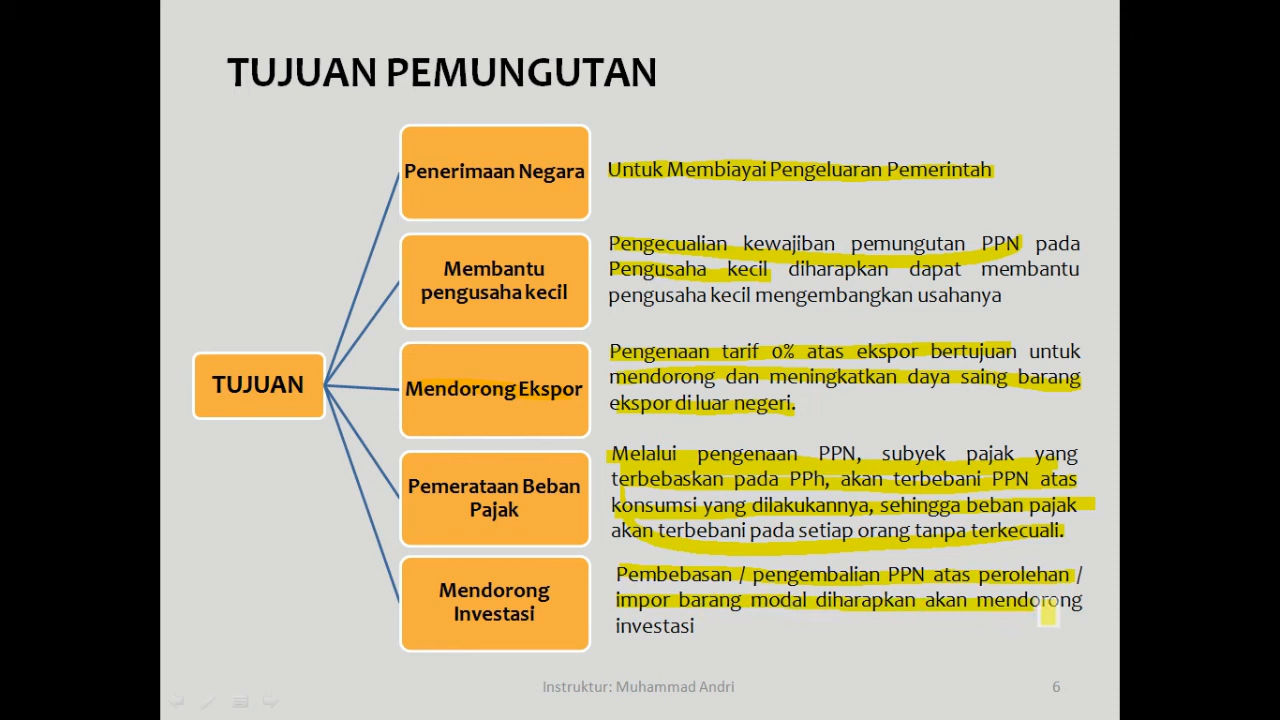 TUJUAN PEMUNGUTAN
TUJUAN
Penerimaan Negara
Untuk Membiayai Pengeluaran Pemerintah
Membantu
pengusaha kecil
Pengecualian kewajiban pemungutan PPN pada
Pengusaha kecil diharapkan dapat membantu
pengusaha kecil mengembangkan usahanya
Mendorong Ekspor
Pengenaan tarif 0% atas ekspor bertujuan untuk
mendorong dan meningkatkan daya saing barang
ekspor di luar negeri.
Pemerataan Beban
Pajak
Melalui pengenaan PPN, subyek pajak yang
terbebaskan pada PPh, akan terbebani PPN atas
konsumsi yang dilakukannya, sehingga beban pajak
akan terbebani pada setiap orang tanpa terkecuali.
Mendorong
Investasi
Pembebasan / pengembalian PPN atas perolehan /
impor barang modal diharapkan akan mendorong
investasi
Instruktur: Muhammad Andri
6